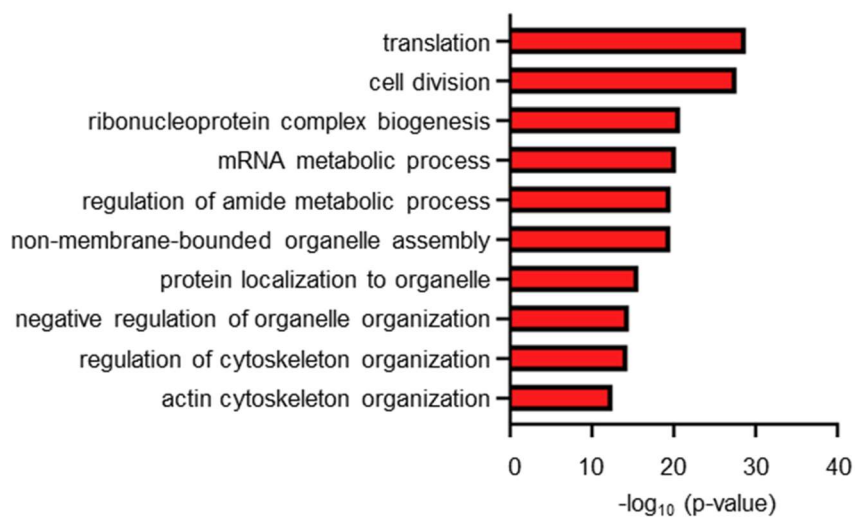 translation
cell division
ribonucleoprotein complex biogenesis
mRNA metabolic process
regulation of amide metabolic process
non-membrane-bounded organelle assembly
protein localization to organelle
negative regulation of organelle organization
regulation of cytoskeleton organization
actin cytoskeleton organization
0 10 20 30 40
-log₁₀ (p-value)